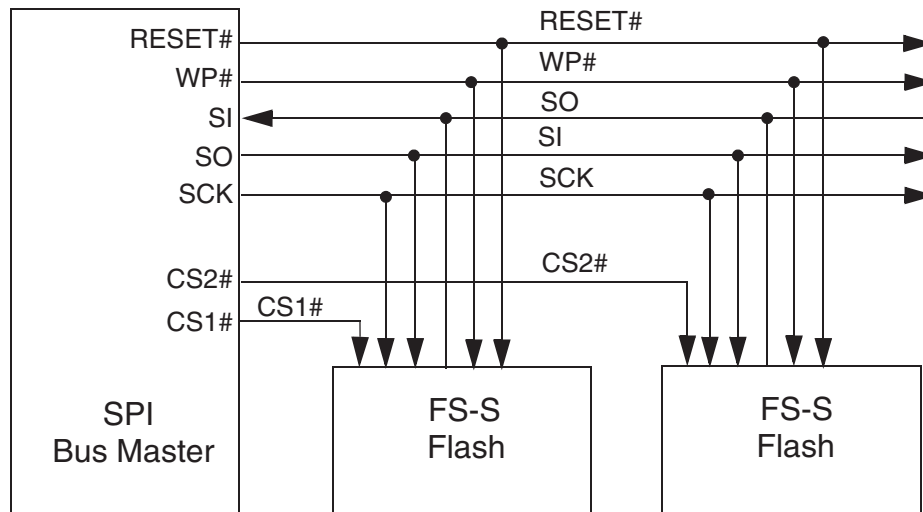 RESET#
RESET#
WP#
WP#
SI
SO
SO
SI
SCK
SCK
CS2#
CS2#
CS1#
CS1#
SPI
Bus Master
FS-S
Flash
FS-S
Flash